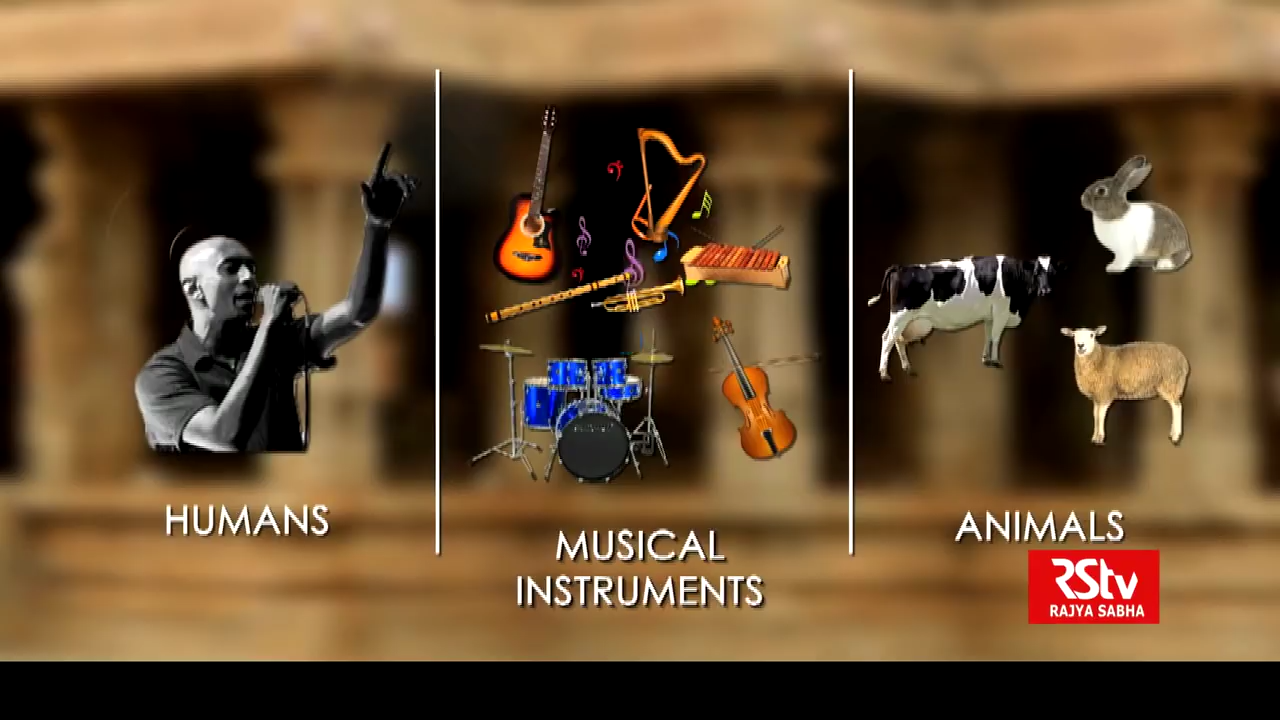 HUMANS
MUSICAL
INSTRUMENTS
ANIMALS
RStv
RAJYA SABHA